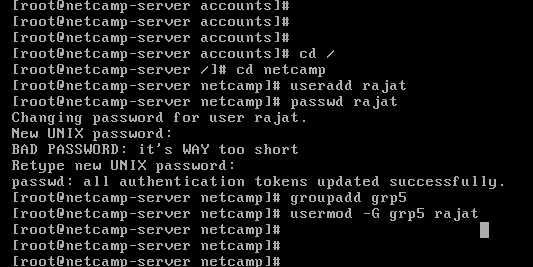 [root@netcamp-server accounts]#
[root@netcamp-server accounts]#
[root@netcamp-server accounts]#
[root@netcamp-server accounts]# cd /
[root@netcamp-server /]# cd netcamp
[root@netcamp-server netcamp]# useradd rajat
[root@netcamp-server netcamp]# passwd rajat
Changing password for user rajat.
New UNIX password:
BAD PASSWORD: it's WAY too short
Retype new UNIX password:
passwd: all authentication tokens updated successfully.
[root@netcamp-server netcamp]# groupadd grp5
[root@netcamp-server netcamp]# usermod -G grp5 rajat
[root@netcamp-server netcamp]#
[root@netcamp-server netcamp]#
[root@netcamp-server netcamp]#